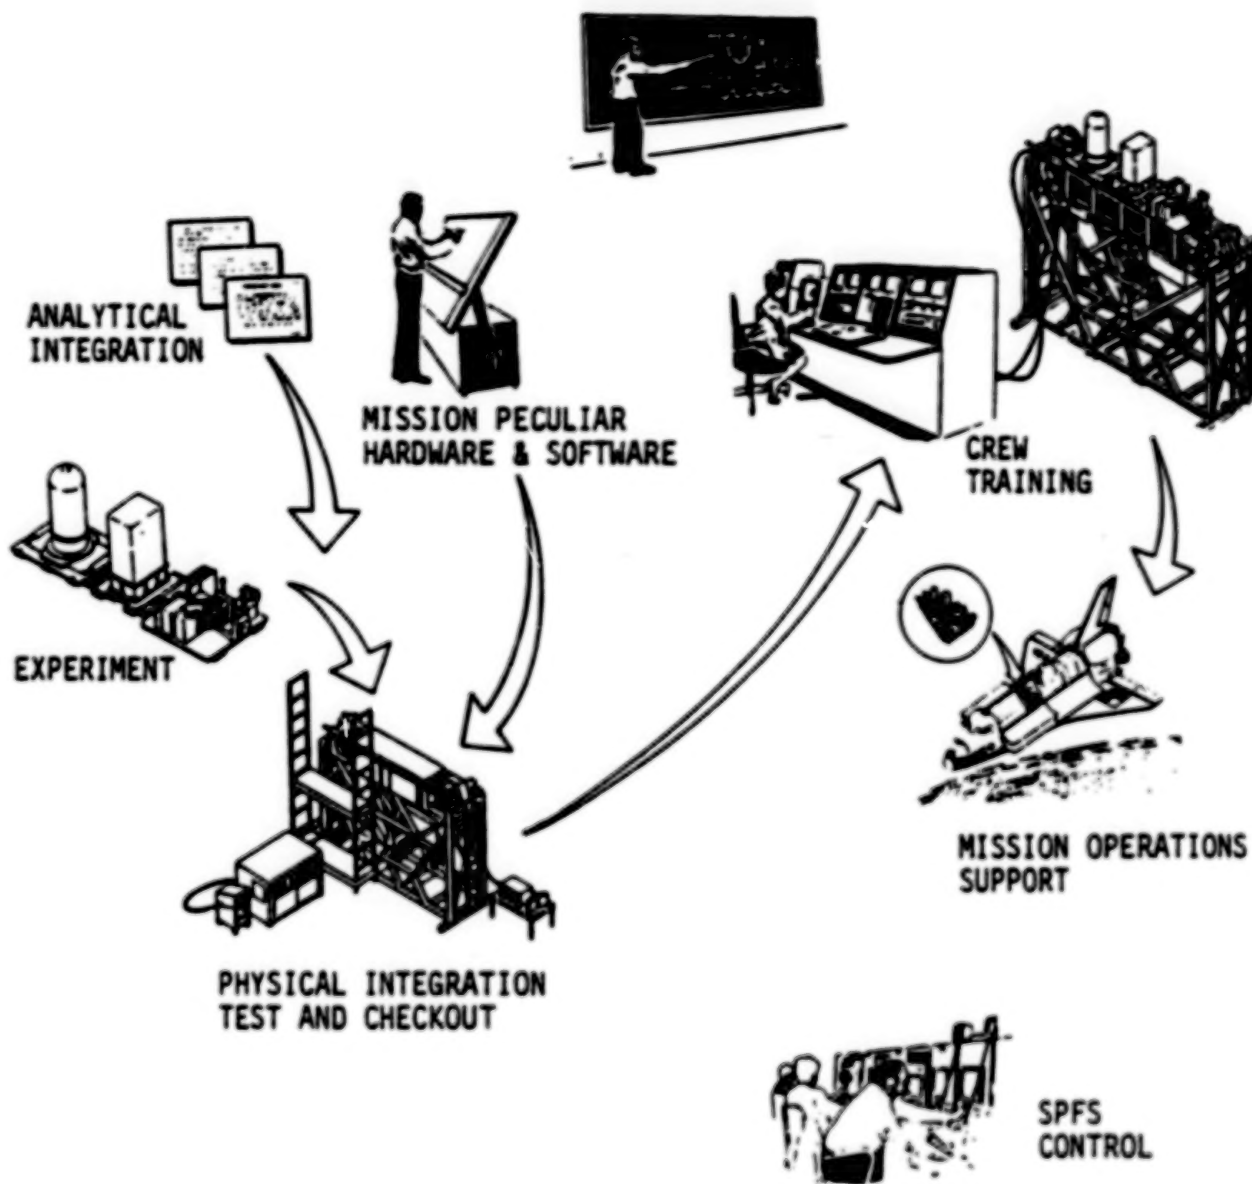 ANALYTICAL
INTEGRATION
MISSION PECULIAR
HARDWARE & SOFTWARE
CREW
TRAINING
EXPERIMENT
MISSION OPERATIONS
SUPPORT
PHYSICAL INTEGRATION
TEST AND CHECKOUT
SPFS
CONTROL